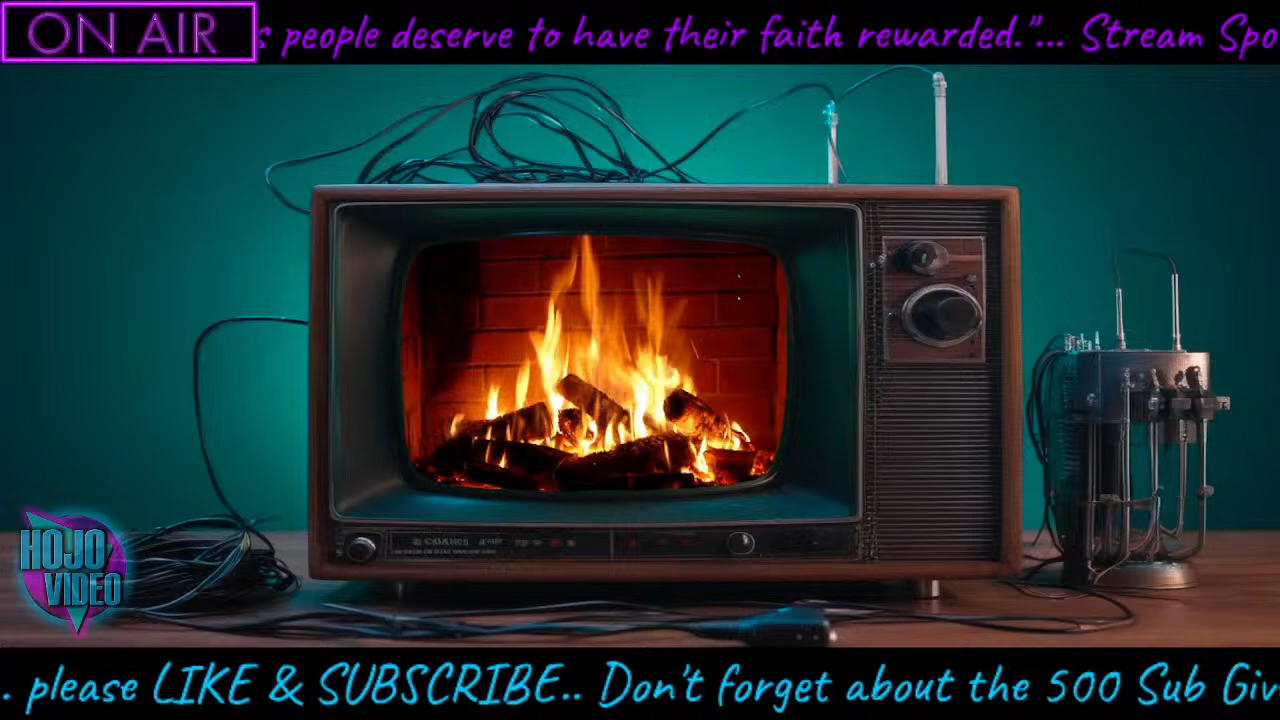 ON AIR
s people deserve to have their faith rewarded."... Stream Spo
HOJO
VIDEO
. please LIKE & SUBSCRIBE.. Don't forget about the 500 Sub Giv